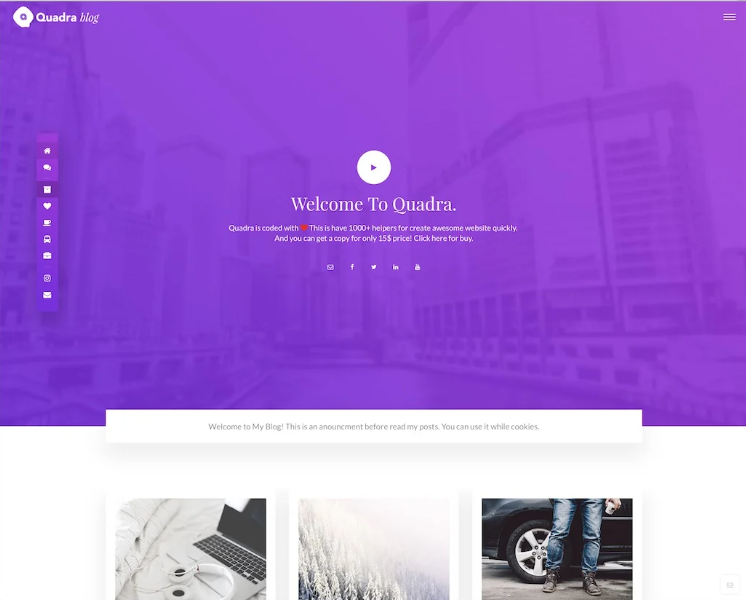 Quadra blog
Welcome To Quadra.
Quadra is coded with This is have 1000+ helpers for create awesome website quickly.
And you can get a copy for only 15$ price! Click here for buy.
Welcome to My Blog! This is an anouncment before read my posts. You can use it while cookies.